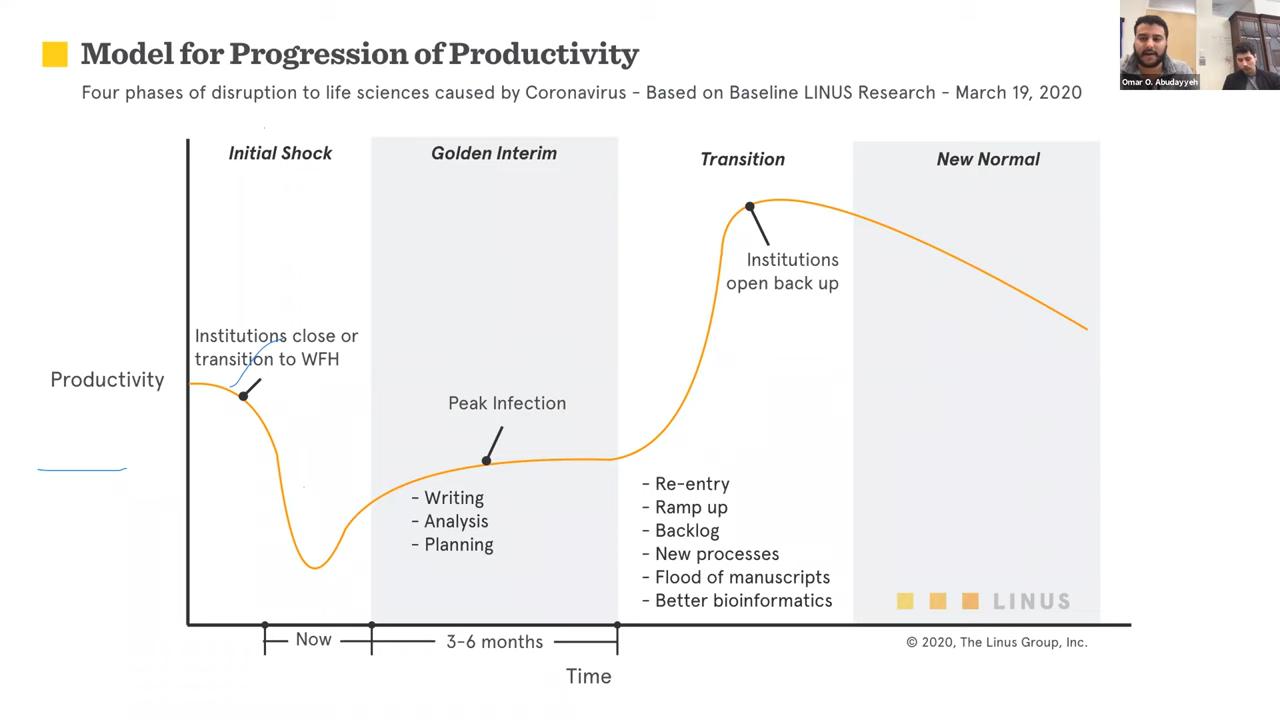 Model for Progression of Productivity
Four phases of disruption to life sciences caused by Coronavirus - Based on Baseline LINUS Research - March 19, 2020
Omar O. Abudayyeh
Initial Shock
Golden Interim
Transition
New Normal
Institutions
open back up
Institutions close or
transition to WFH
Productivity
Peak Infection
- Writing
- Analysis
- Planning
- Re-entry
- Ramp up
- Backlog
- New processes
- Flood of manuscripts
- Better bioinformatics
LINUS
Now
3-6 months
© 2020, The Linus Group, Inc.
Time